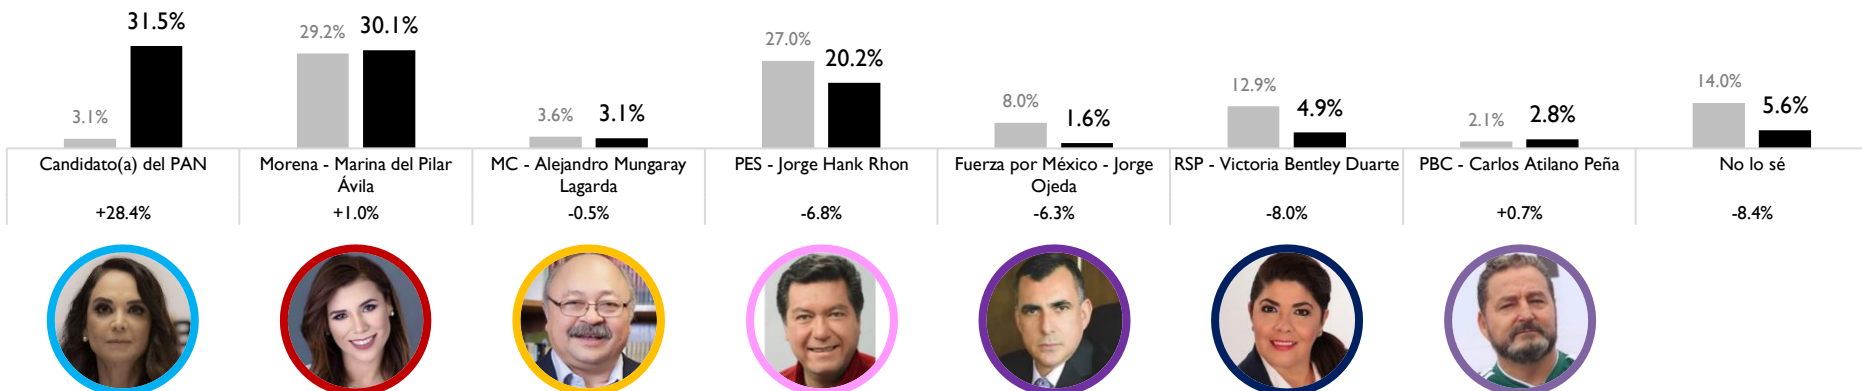 3.1% 31.5%
29.2% 30.1%
3.6% 3.1%
27.0% 20.2%
8.0% 1.6%
12.9% 4.9%
2.1% 2.8%
14.0% 5.6%
Candidato(a) del PAN
+28.4%
Morena - Marina del Pilar
Ávila
+1.0%
MC - Alejandro Mungaray
Lagarda
-0.5%
PES - Jorge Hank Rhon
-6.8%
Fuerza por México - Jorge
Ojeda
-6.3%
RSP - Victoria Bentley Duarte
-8.0%
PBC - Carlos Atilano Peña
+0.7%
No lo sé
-8.4%